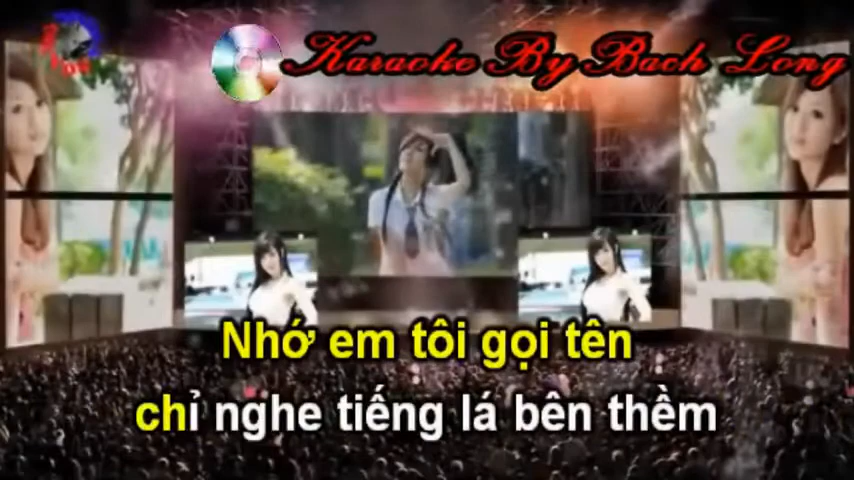 Karaoke By Bach Long
Nhớ em tôi gọi tên
chỉ nghe tiếng lá bên thềm